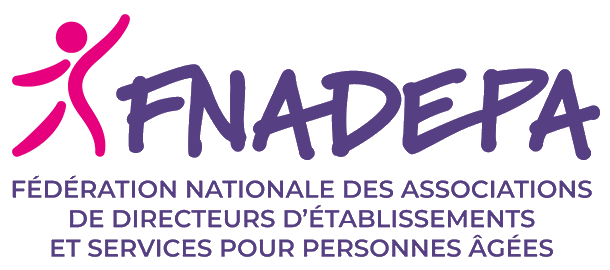 FNADEPA
FÉDÉRATION NATIONALE DES ASSOCIATIONS
DE DIRECTEURS D'ÉTABLISSEMENTS
ET SERVICES POUR PERSONNES ÂGÉES